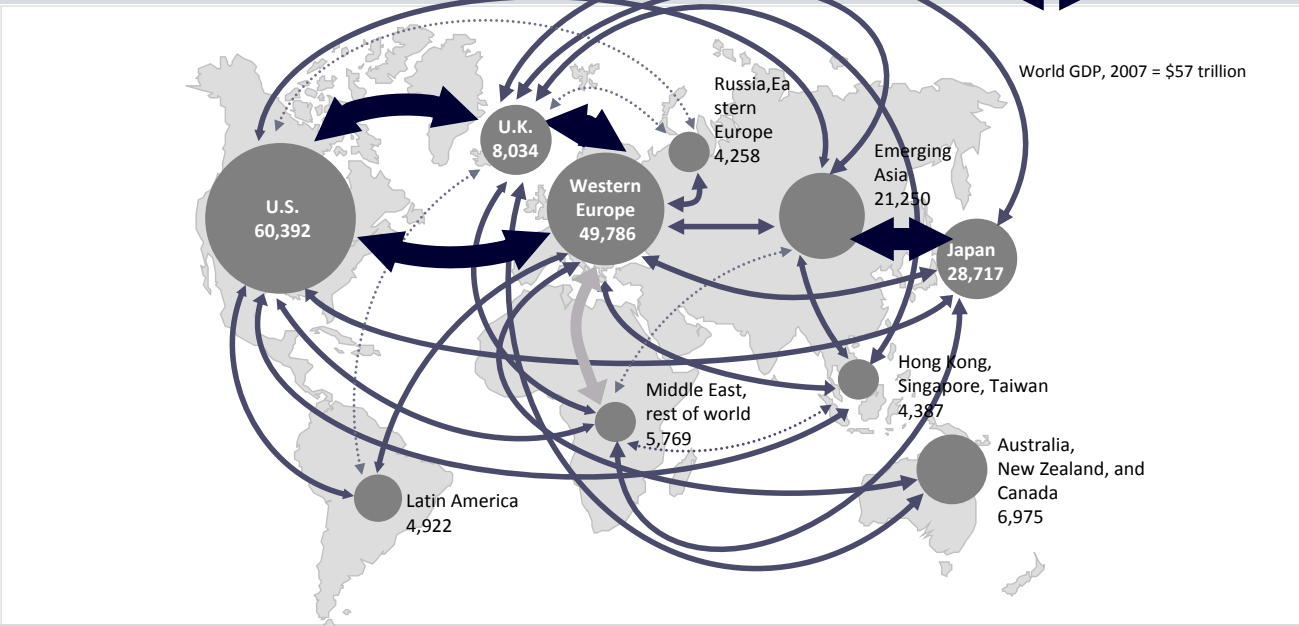 World GDP, 2007 = $57 trillion
Russia,Ea
stern
Europe
4,258
U.K.
8,034
Emerging
Asia
21,250
Western
Europe
49,786
U.S.
60,392
Japan
28,717
Hong Kong,
Singapore, Taiwan
4,387
Middle East,
rest of world
5,769
Australia,
New Zealand, and
Canada
6,975
Latin America
4,922